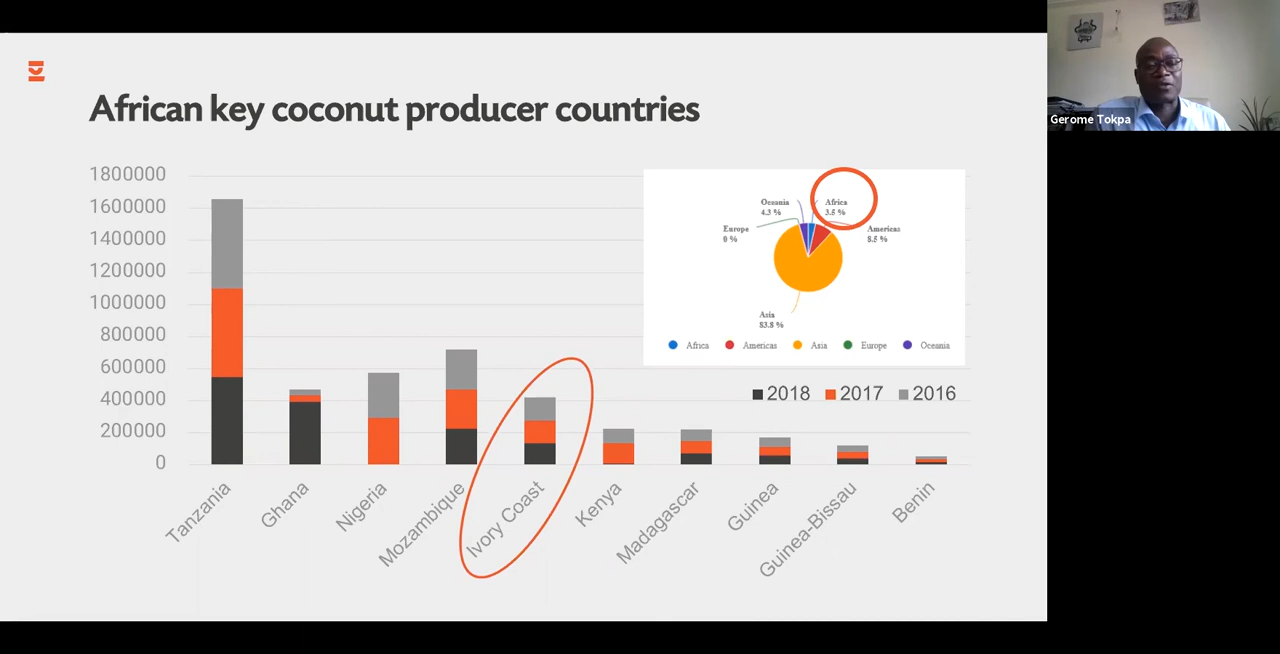 African key coconut producer countries
1800000
1600000
1400000
1200000
1000000
800000
600000
400000
200000
0
Tanzania
Ghana
Nigeria
Mozambique
Ivory Coast
Kenya
Madagascar
Guinea
Guinea-Bissau
Benin
Oceania
4.3 %
Africa
3.5 %
Europe
0 %
Americas
8.5 %
Asia
83.8 %
Africa Americas Asia Europe Oceania
2018 2017 2016
Gerome Tokpa